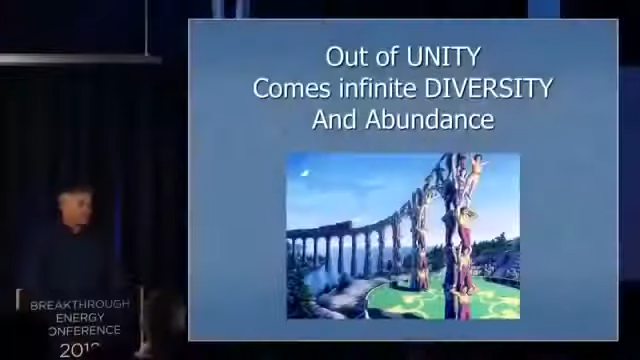 Out of UNITY
Comes infinite DIVERSITY
And Abundance
BREAKTHROUGH
ENERGY
CONFERENCE